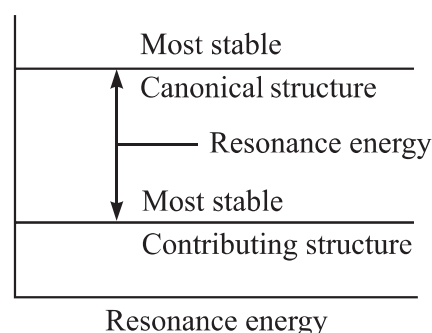 Most stable
Canonical structure
Resonance energy
Most stable
Contributing structure
Resonance energy